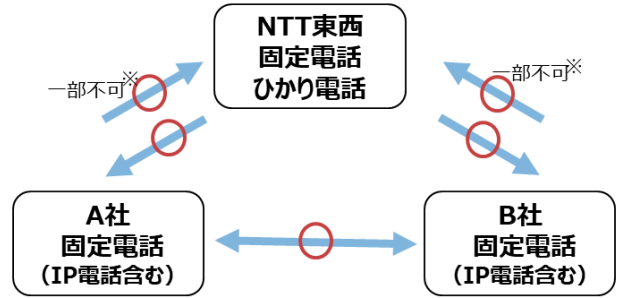 NTT東西
固定電話
ひかり電話
一部不可※
一部不可※
A社
固定電話
（IP電話含む）
B社
固定電話
（IP電話含む）